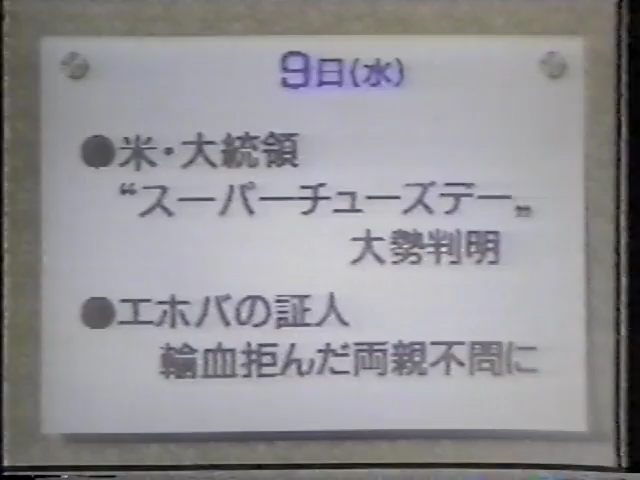 9日(水)
●米・大統領
“スーパーチューズデー„
大勢判明
●エホバの証人
輸血拒んだ両親不問に